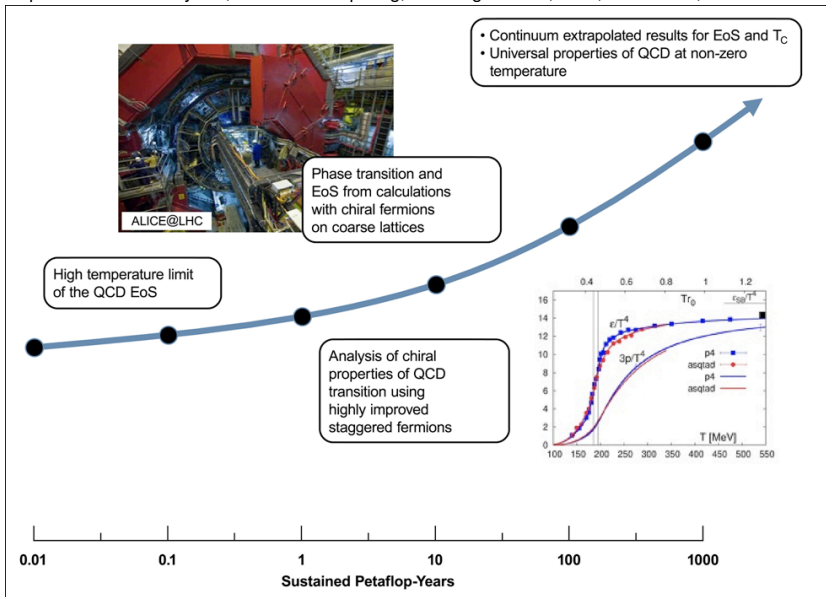 • Continuum extrapolated results for EoS and T_C
• Universal properties of QCD at non-zero
temperature
Phase transition and
EoS from calculations
with chiral fermions
on coarse lattices
ALICE@LHC
High temperature limit
of the QCD EoS
Analysis of chiral
properties of QCD
transition using
highly improved
staggered fermions
0.4 0.6 0.8 1 1.2
Tr₀
ε_SB/T⁴
16
14
12
10
8
6
4
2
0
ε/T⁴
3p/T⁴
p4
asqtad
p4
asqtad
T [MeV]
100 150 200 250 300 350 400 450 500 550
0.01 0.1 1 10 100 1000
Sustained Petaflop-Years